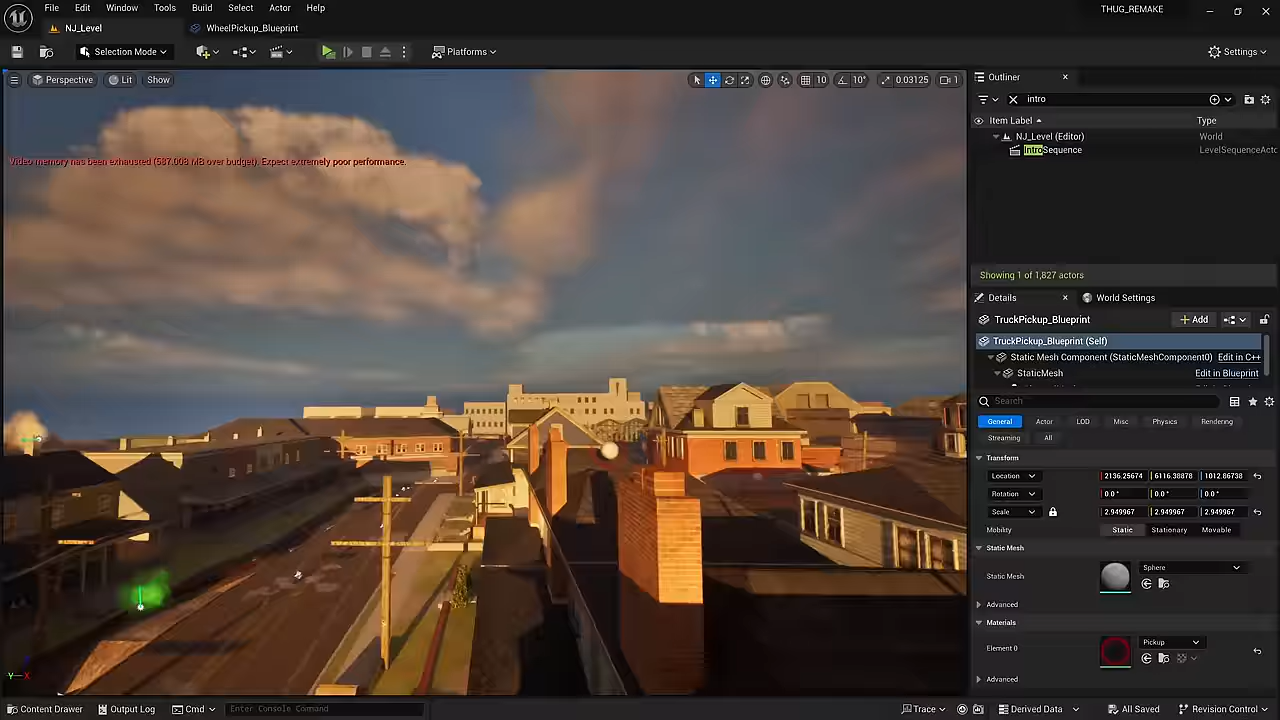 File Edit Window Tools Build Select Actor Help
THUG_REMAKE
NJ_Level
WheelPickup_Blueprint
Selection Mode
Platforms
Settings
Perspective
Lit
Show
10
10°
0.03125
1
Video memory has been exhausted (587.003 MB over budget). Expect extremely poor performance.
Outliner
intro
Item Label
Type
NJ_Level (Editor)
World
IntroSequence
LevelSequenceActo
Showing 1 of 1,827 actors
Details
World Settings
TruckPickup_Blueprint
Add
TruckPickup_Blueprint (Self)
Static Mesh Component (StaticMeshComponent0)
Edit in C++
StaticMesh
Edit in Blueprint
Search
General
Actor
LOD
Misc
Physics
Rendering
Streaming
All
Transform
Location
2136.25674
6116.38878
1012.86738
Rotation
0.0 °
0.0 °
0.0 °
Scale
2.949967
2.949967
2.949967
Mobility
Static
Stationary
Movable
Static Mesh
Static Mesh
Sphere
Advanced
Materials
Element 0
Pickup
Advanced
Content Drawer
Output Log
Cmd
Enter Console Command
Trace
Derived Data
All Saved
Revision Control